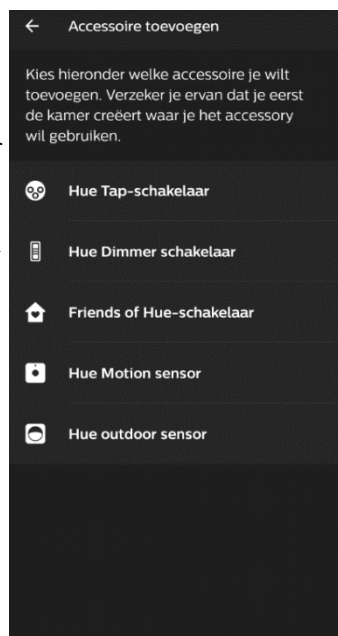 Accessoire toevoegen
Kies hieronder welke accessoire je wilt
toevoegen. Verzeker je ervan dat je eerst
de kamer creëert waar je het accessory
wil gebruiken.
Hue Tap-schakelaar
Hue Dimmer schakelaar
Friends of Hue-schakelaar
Hue Motion sensor
Hue outdoor sensor